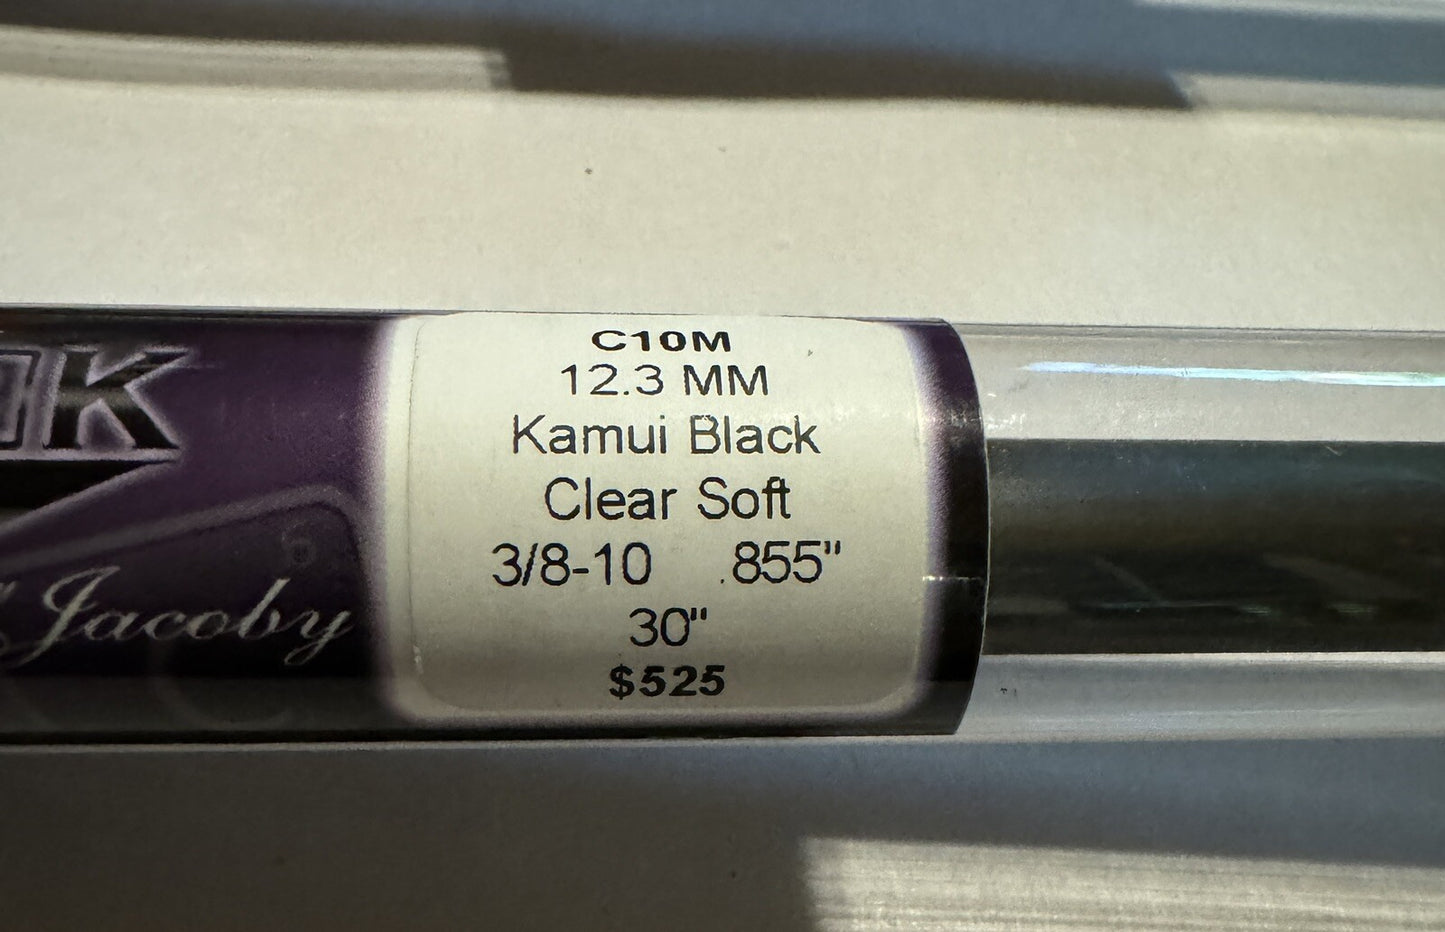 K
Jacoby
C10M
12.3 MM
Kamui Black
Clear Soft
3/8-10 .855"
30"
$525